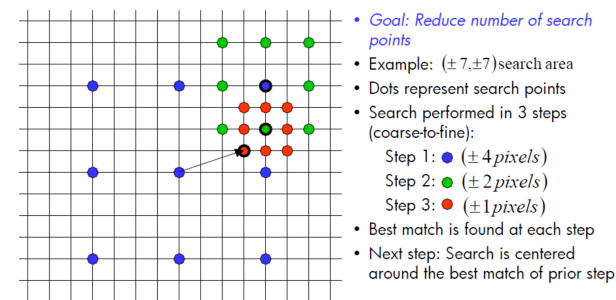 • Goal: Reduce number of search
points
• Example: (± 7,±7) search area
• Dots represent search points
• Search performed in 3 steps
(coarse-to-fine):
Step 1: (± 4 pixels)
Step 2: (± 2 pixels)
Step 3: (± 1 pixels)
• Best match is found at each step
• Next step: Search is centered
around the best match of prior step